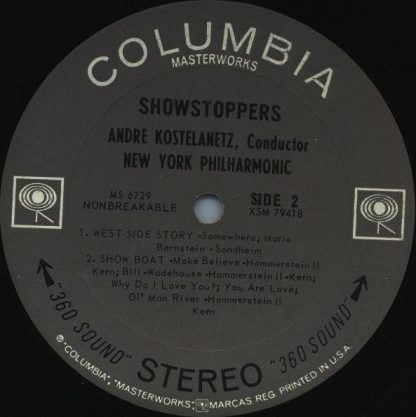 COLUMBIA
MASTERWORKS
SHOWSTOPPERS
ANDRE KOSTELANETZ, Conductor
NEW YORK PHILHARMONIC
MS 6729
NONBREAKABLE
SIDE 2
XSM 79418
1. WEST SIDE STORY -Somewhere; Maria
Bernstein - Sondheim
2. SHOW BOAT -Make Believe -Hammerstein II
Kern; Bill -Wodehouse - Hammerstein II -Kern;
Why Do I Love You?; You Are Love;
Ol' Man River -Hammerstein II
Kern
"360 SOUND" STEREO "360 SOUND"
® "COLUMBIA", "MASTERWORKS", MARCAS REG. PRINTED IN U.S.A.